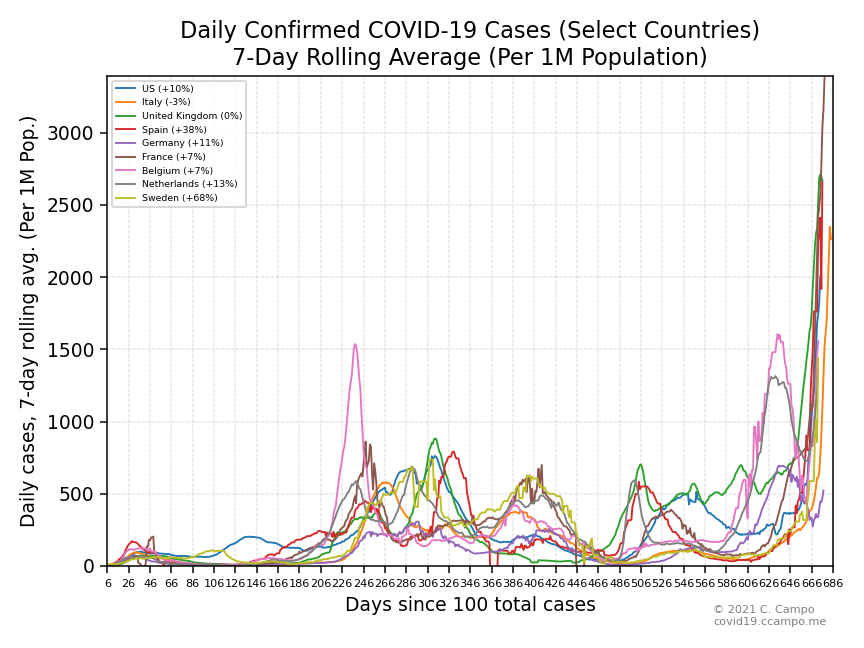 Daily Confirmed COVID-19 Cases (Select Countries)
7-Day Rolling Average (Per 1M Population)
US (+10%)
Italy (-3%)
United Kingdom (0%)
Spain (+38%)
Germany (+11%)
France (+7%)
Belgium (+7%)
Netherlands (+13%)
Sweden (+68%)
Daily cases, 7-day rolling avg. (Per 1M Pop.)
3000
2500
2000
1500
1000
500
0
6 26 46 66 86 106 126 146 166 186 206 226 246 266 286 306 326 346 366 386 406 426 446 466 486 506 526 546 566 586 606 626 646 666 686
Days since 100 total cases
© 2021 C. Campo
covid19.ccampo.me